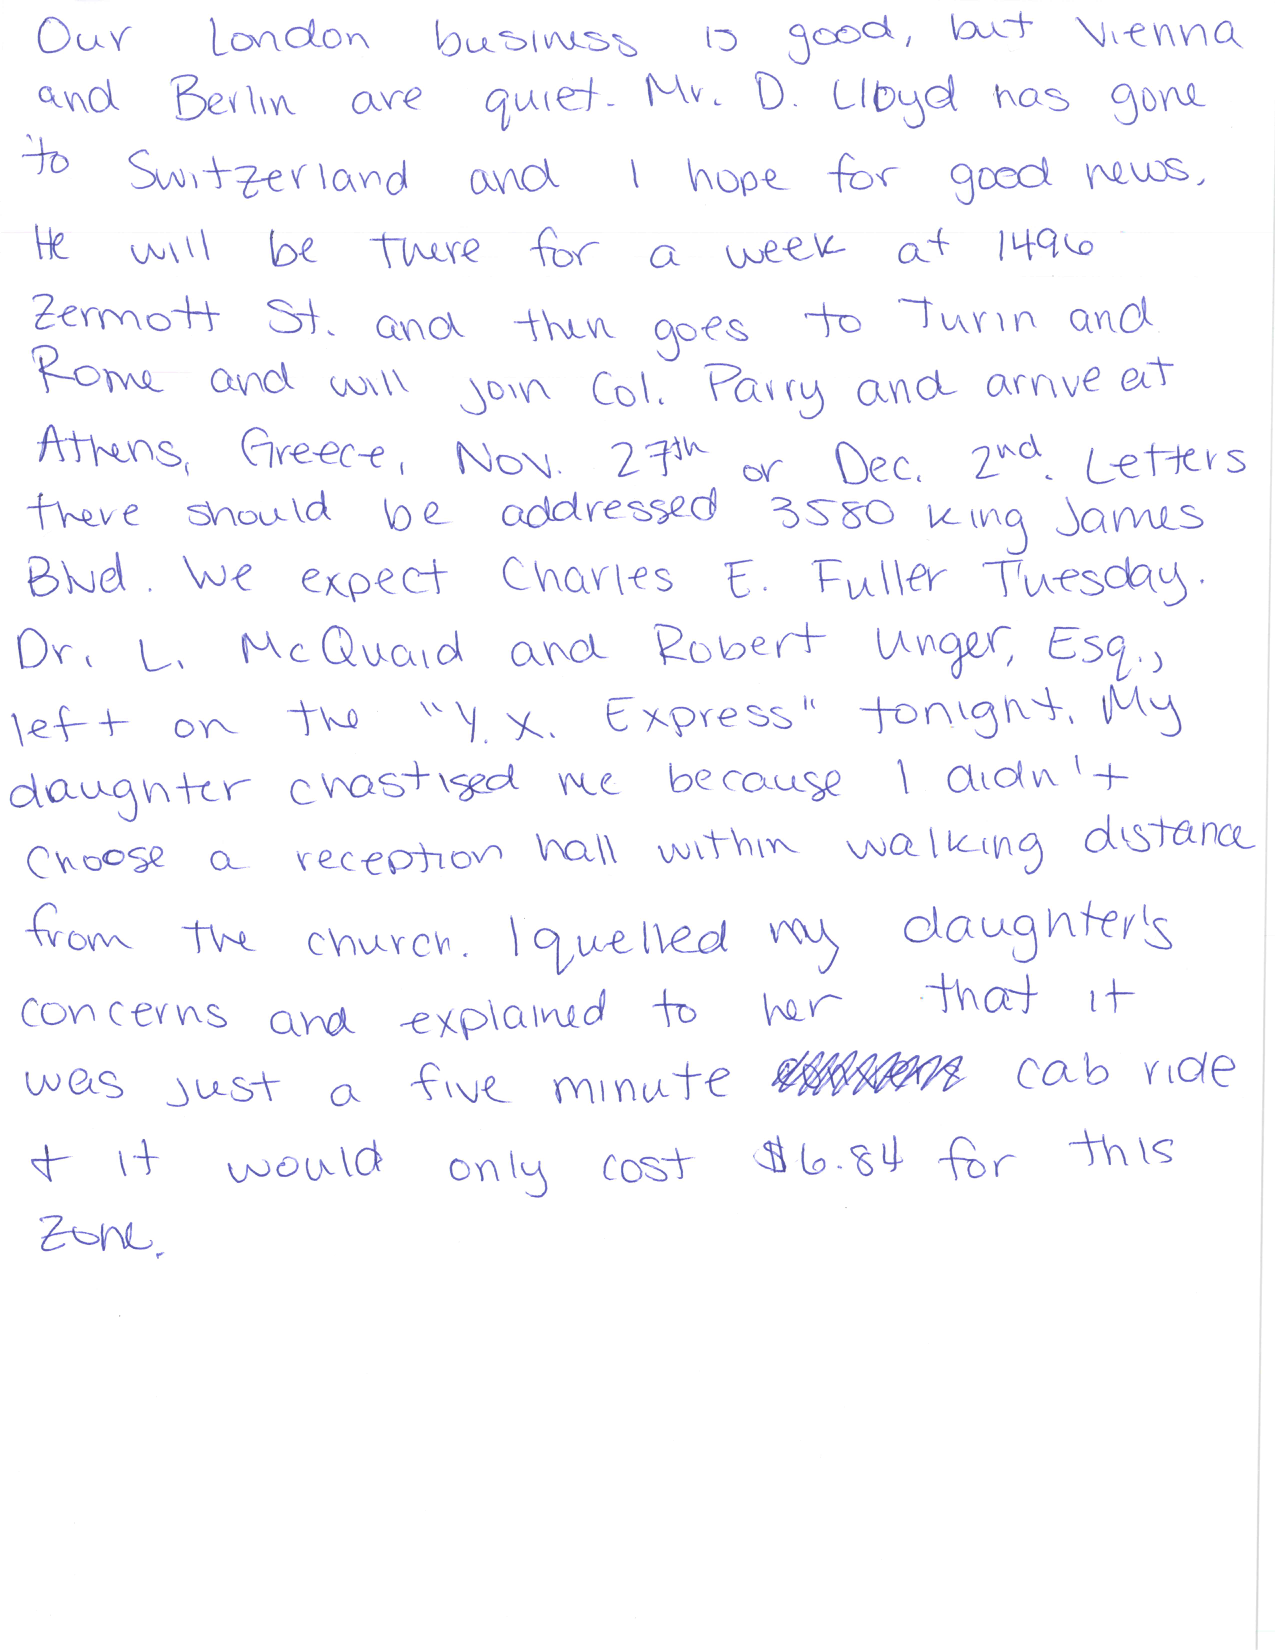 Our London business is good, but Vienna
and Berlin are quiet. Mr. D. Lloyd has gone
to Switzerland and I hope for good news.
He will be there for a week at 1496
Zermott St. and then goes to Turin and
Rome and will join Col. Parry and arrive at
Athens, Greece, Nov. 27th or Dec. 2nd. Letters
there should be addressed 3580 King James
Blvd. We expect Charles E. Fuller Tuesday.
Dr. L. McQuaid and Robert Unger, Esq.,
left on the "Y.X. Express" tonight. My
daughter chastised me because I didn't
choose a reception hall within walking distance
from the church. I quelled my daughter's
concerns and explained to her that it
was just a five minute cab ride
+ it would only cost $6.84 for this
zone.